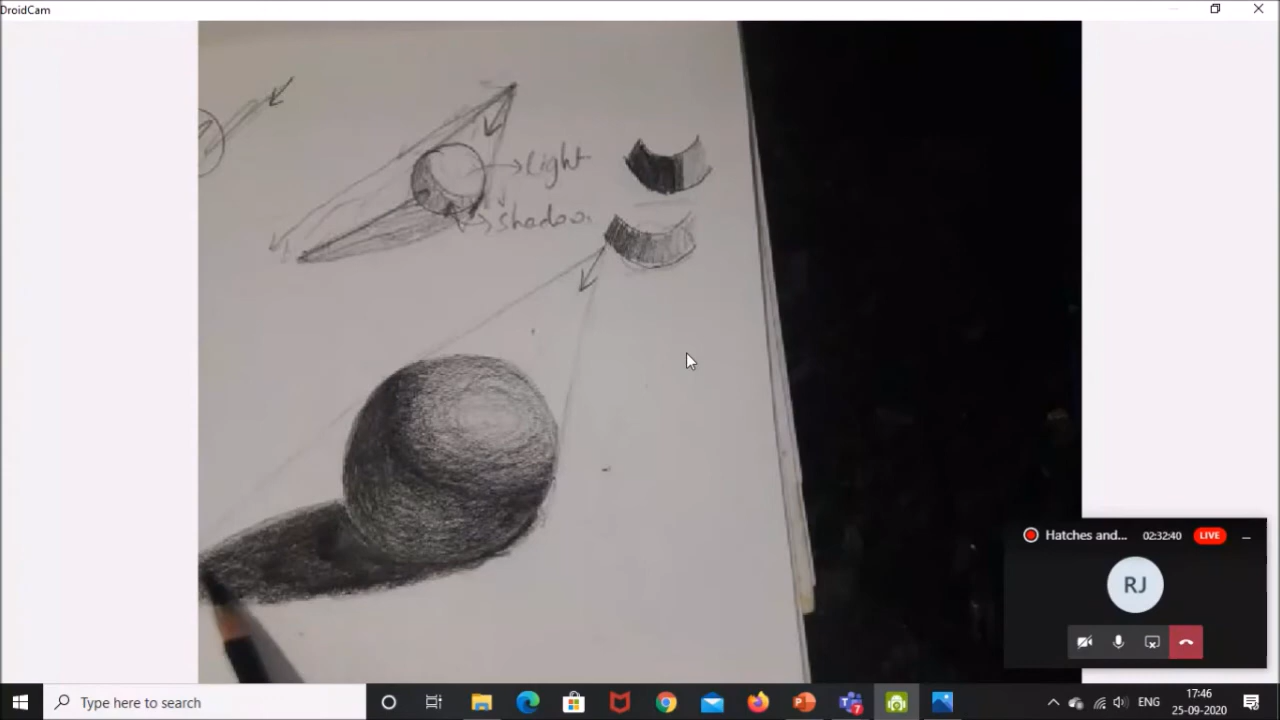 DroidCam
Light
Shadow
Hatches and...
02:32:40
LIVE
RJ
Type here to search
7
ENG
17:46
25-09-2020